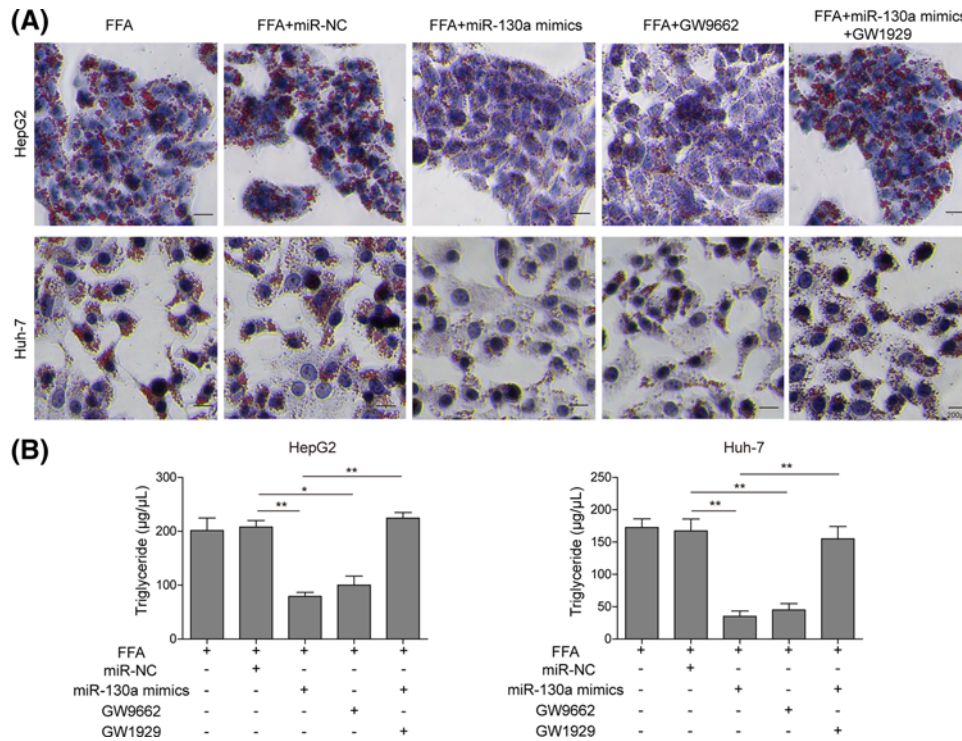 (A)
FFA
FFA+miR-NC
FFA+miR-130a mimics
FFA+GW9662
FFA+miR-130a mimics
+GW1929
HepG2
Huh-7
(B)
HepG2
Triglyceride (µg/µL)
300
200
100
0
**
*
**
FFA + + + + +
miR-NC - + - - -
miR-130a mimics - - + - +
GW9662 - - - + -
GW1929 - - - - +
Huh-7
Triglyceride (µg/µL)
250
200
150
100
50
0
**
**
**
FFA + + + + +
miR-NC - + - - -
miR-130a mimics - - + - +
GW9662 - - - + -
GW1929 - - - - +